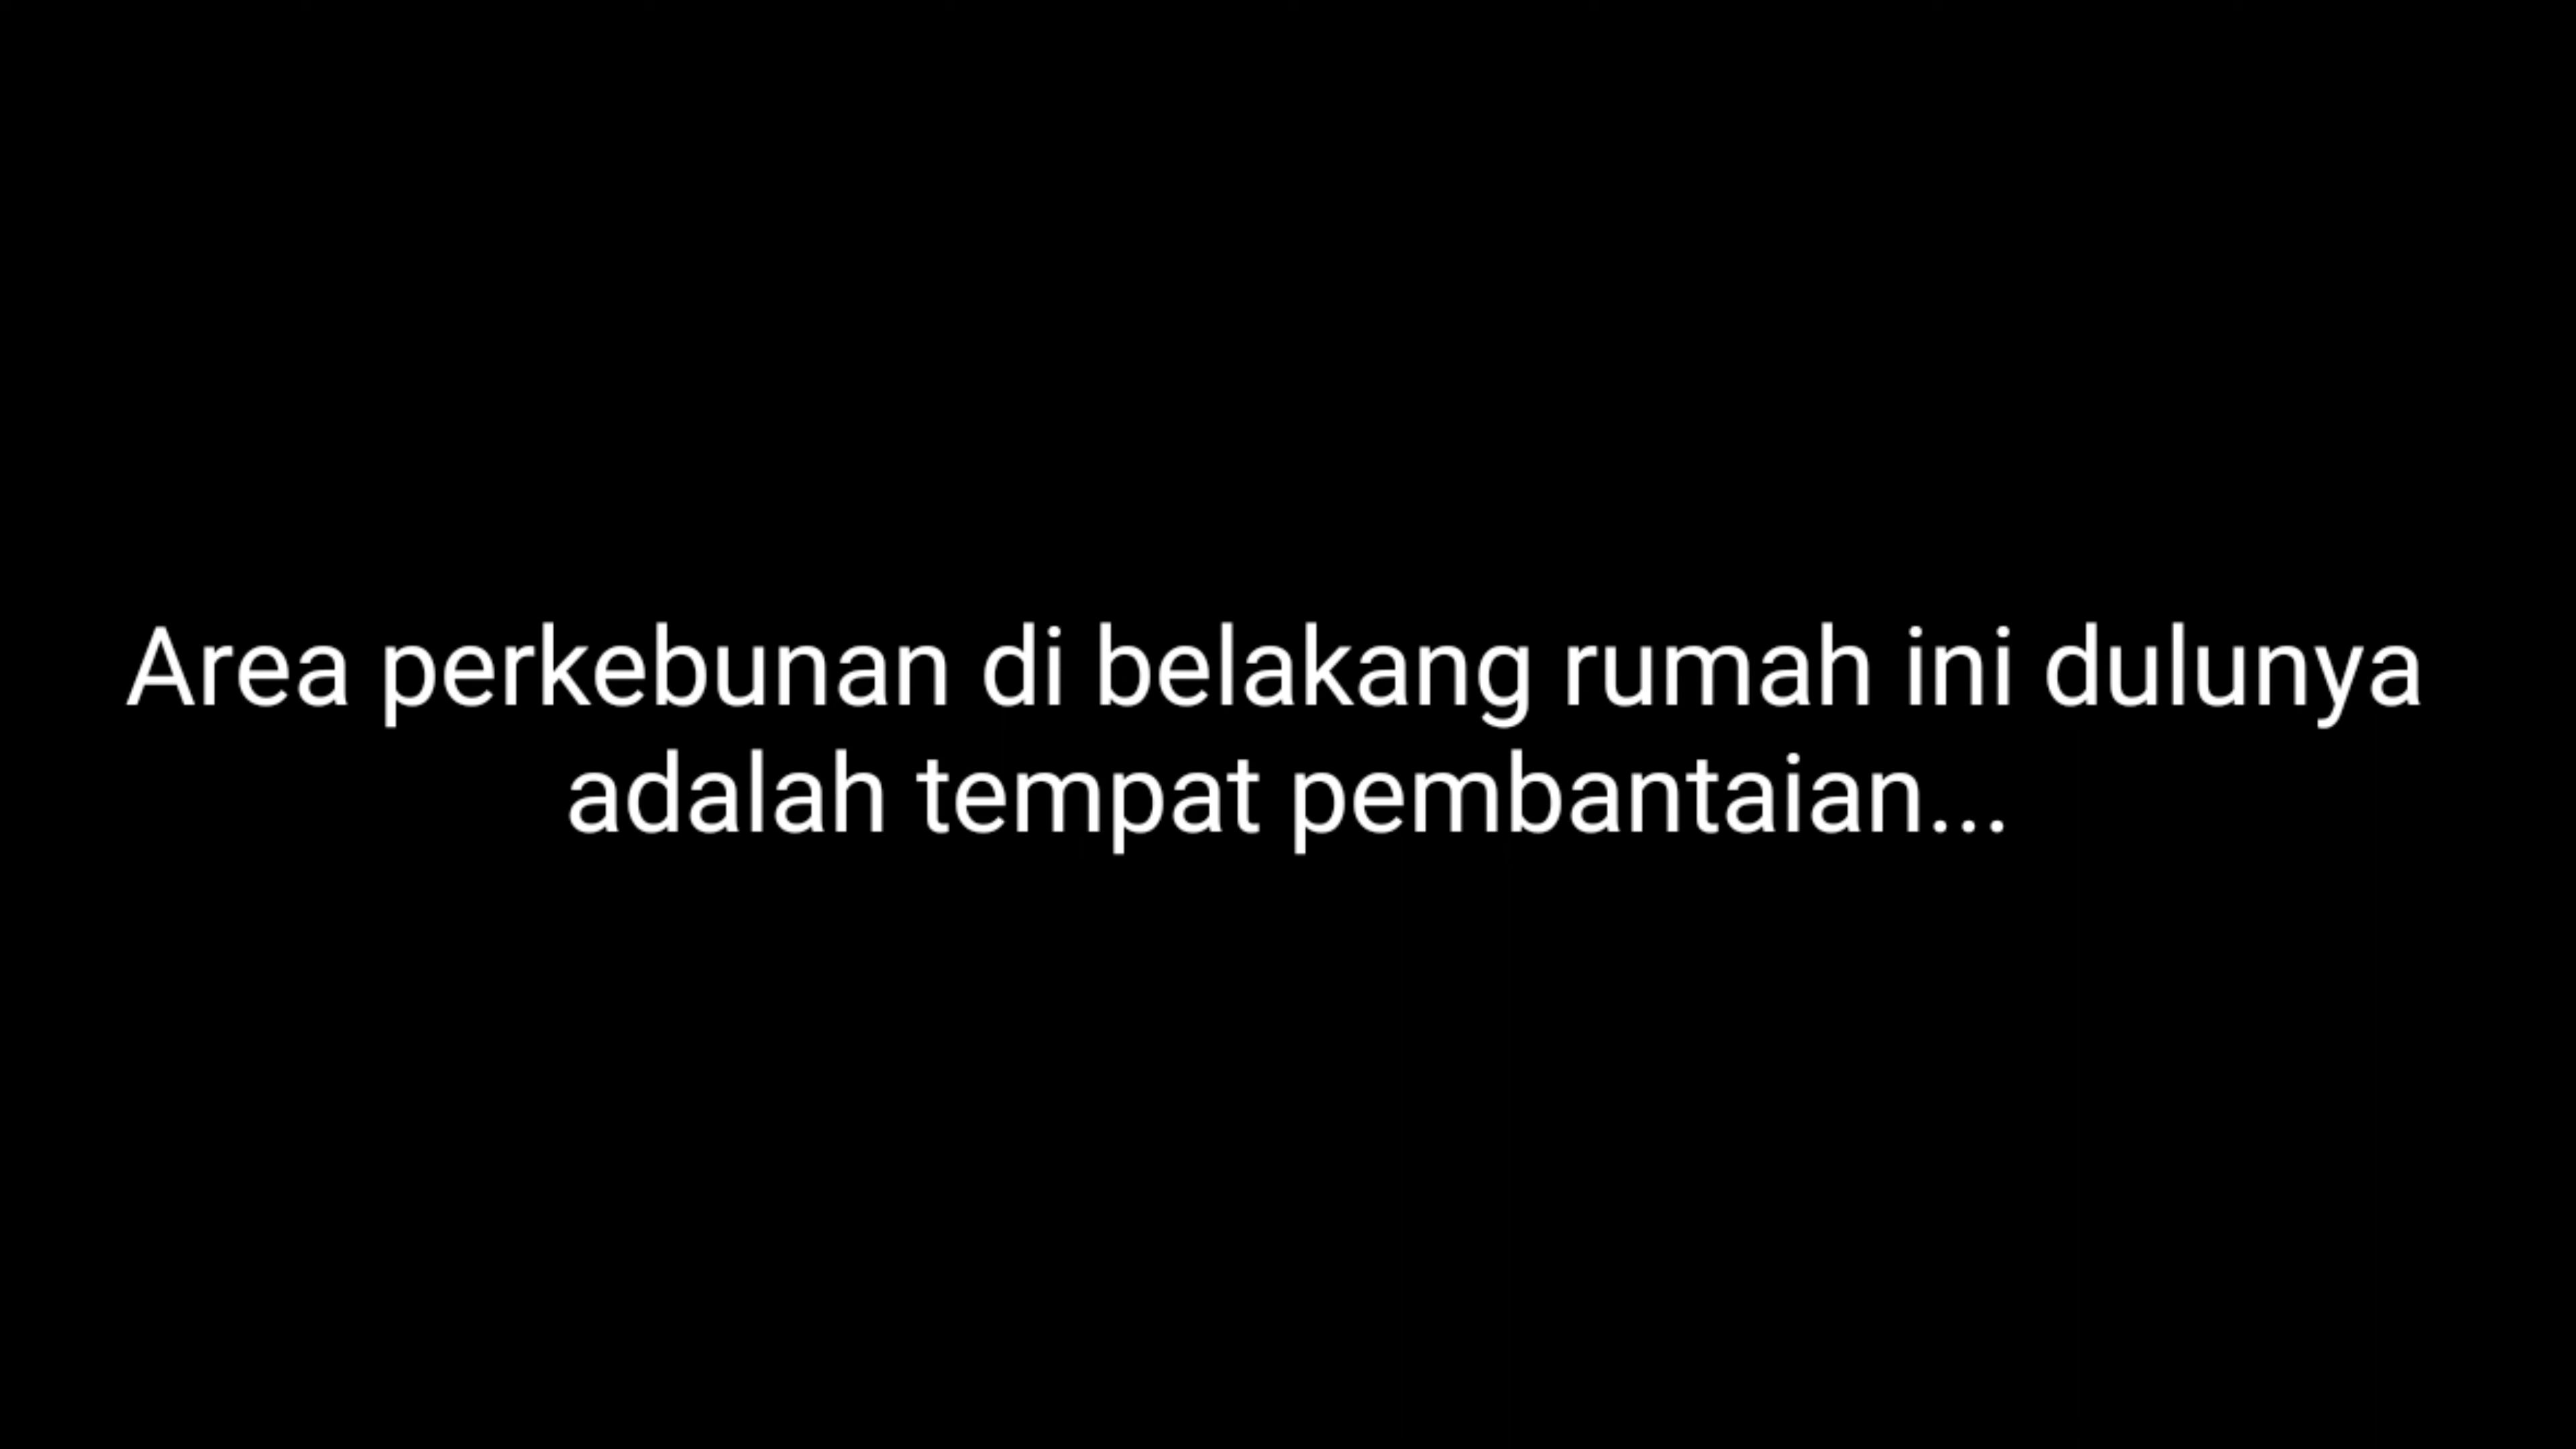 Area perkebunan di belakang rumah ini dulunya
adalah tempat pembantaian...